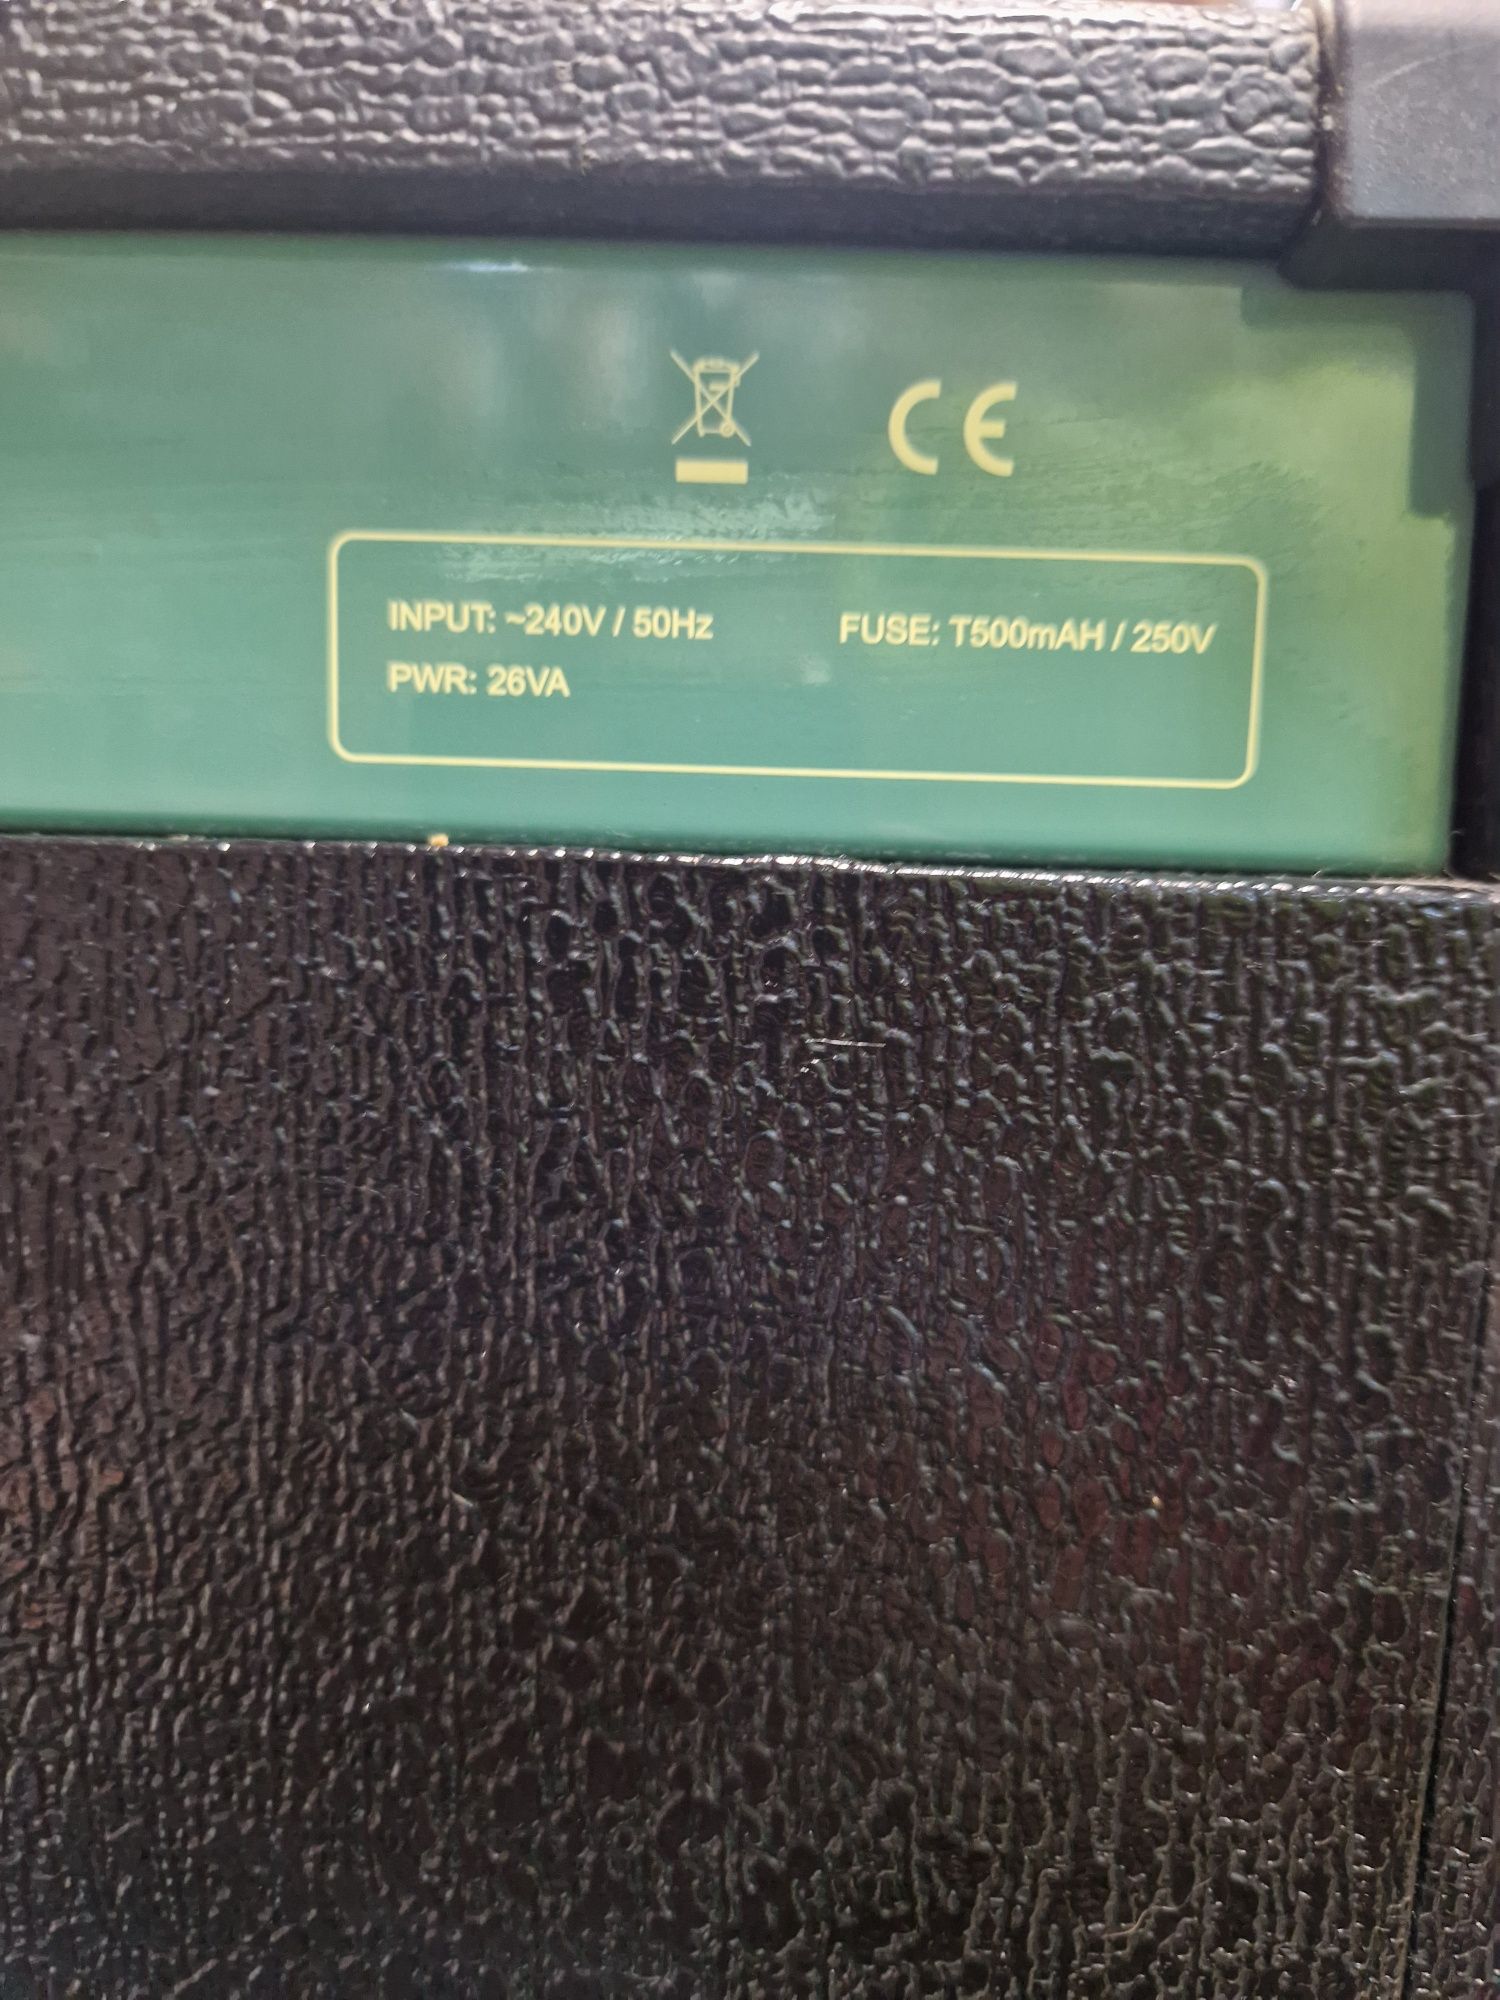 CE
INPUT: ~240V / 50Hz FUSE: T500mAH / 250V
PWR: 26VA